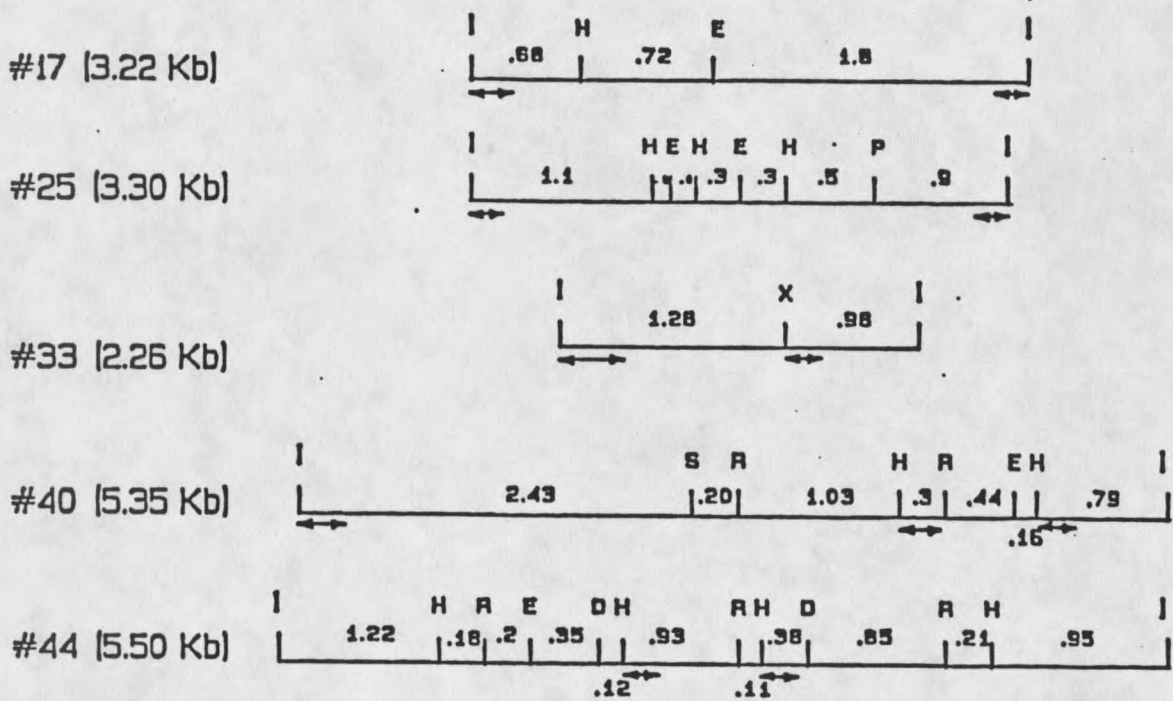 I H E I
#17 (3.22 Kb) .68 .72 1.8
I H E H E H P I
#25 (3.30 Kb) 1.1 .3 .3 .5 .9
I X I
1.28 .98
#33 (2.26 Kb)
I S R H R E H I
#40 (5.35 Kb) 2.43 .20 1.03 .3 .44 .79
.16
I H R E D H R H D R H I
#44 (5.50 Kb) 1.22 .18 .2 .35 .93 .38 .85 .21 .95
.12 .11